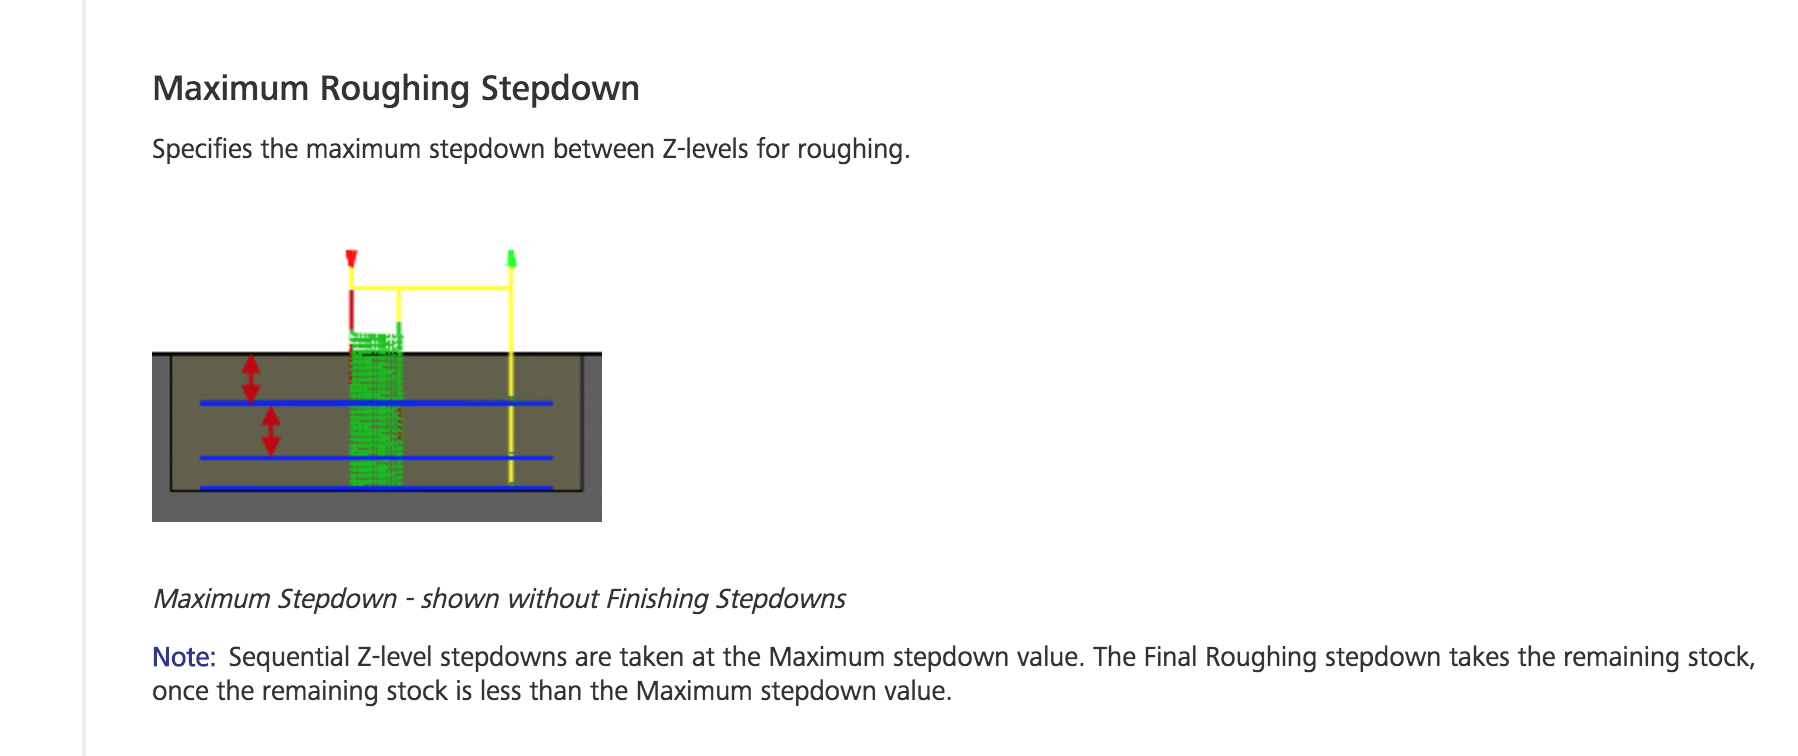 Maximum Roughing Stepdown
Specifies the maximum stepdown between Z-levels for roughing.
Maximum Stepdown - shown without Finishing Stepdowns
Note: Sequential Z-level stepdowns are taken at the Maximum stepdown value. The Final Roughing stepdown takes the remaining stock,
once the remaining stock is less than the Maximum stepdown value.